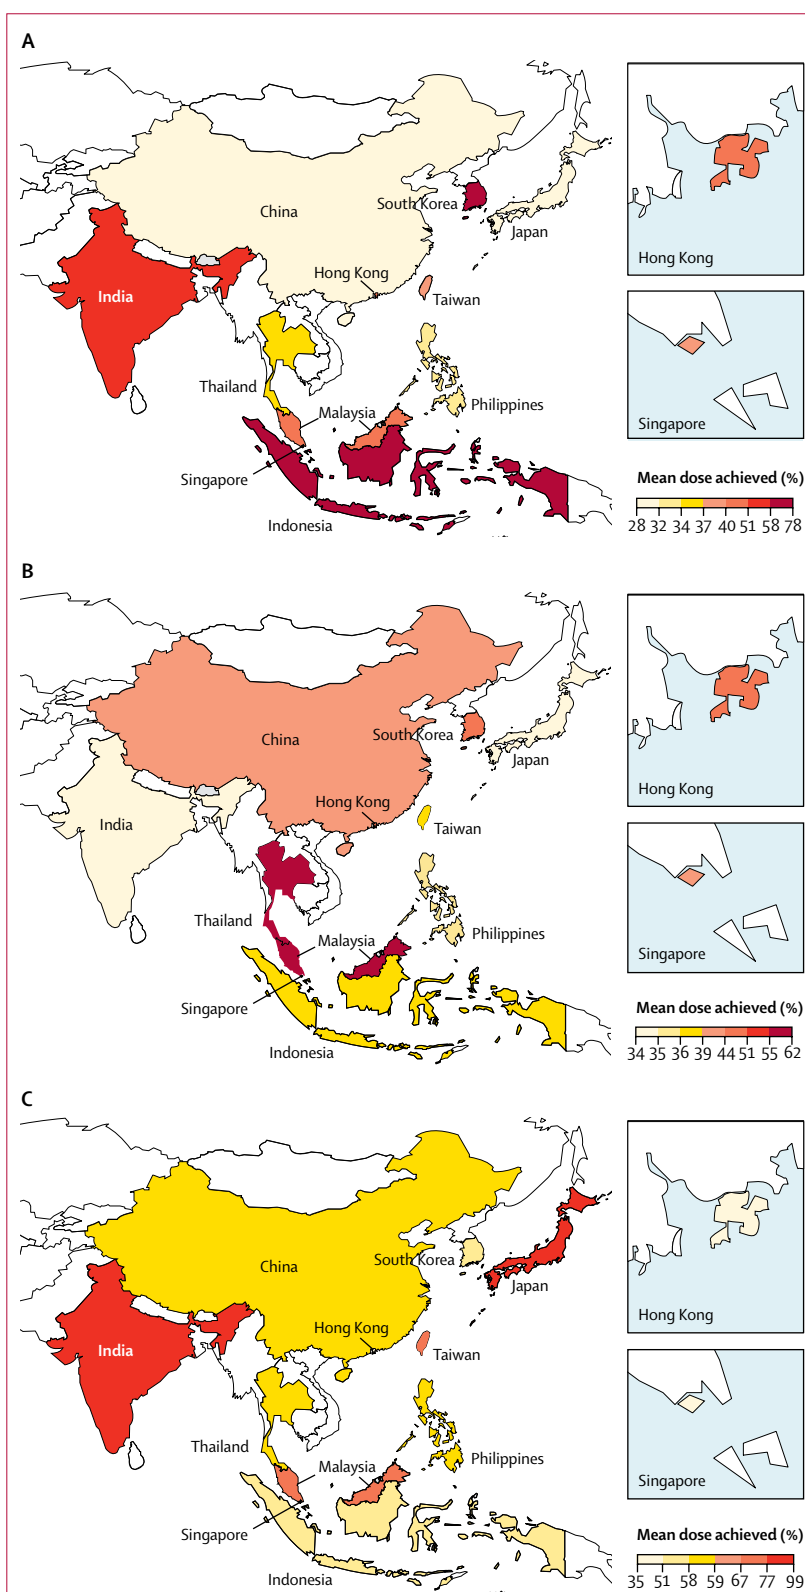 A
China
South Korea
Japan
Hong Kong
India
Taiwan
Thailand
Malaysia
Philippines
Singapore
Indonesia
Hong Kong
Singapore
Mean dose achieved (%)
28 32 34 37 40 51 58 78
B
China
South Korea
Japan
Hong Kong
India
Taiwan
Thailand
Malaysia
Philippines
Singapore
Indonesia
Hong Kong
Singapore
Mean dose achieved (%)
34 35 36 39 44 51 55 62
C
China
South Korea
Japan
Hong Kong
India
Taiwan
Thailand
Malaysia
Philippines
Singapore
Indonesia
Hong Kong
Singapore
Mean dose achieved (%)
35 51 58 59 67 77 99